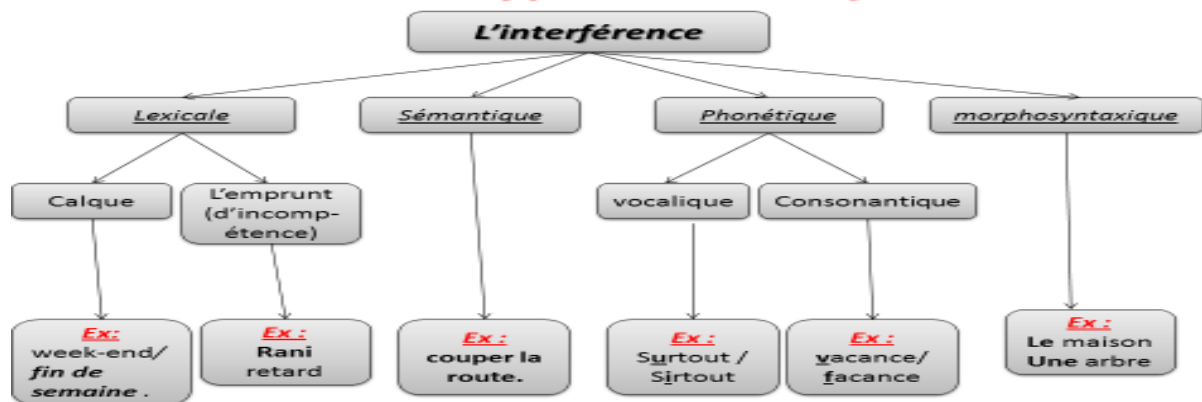 L'interférence
Lexicale
Sémantique
Phonétique
morphosyntaxique
Calque
L'emprunt
(d'incomp-
étence)
vocalique
Consonantique
Ex:
week-end/
fin de
semaine .
Ex :
Rani
retard
Ex :
couper la
route.
Ex :
Surtout /
Sirtout
Ex :
vacance/
facance
Ex :
Le maison
Une arbre